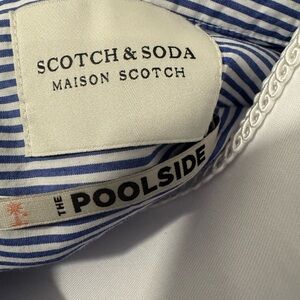 SCOTCH & SODA
MAISON SCOTCH
THE POOLSIDE